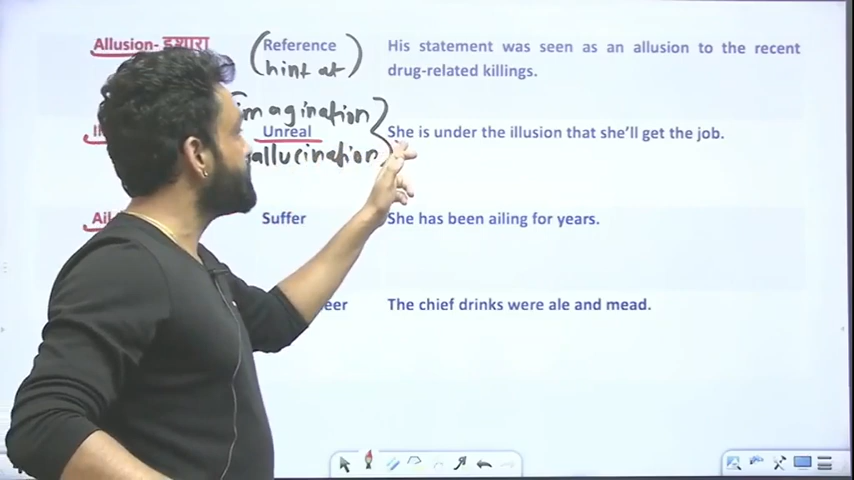 Allusion- इशारा Reference His statement was seen as an allusion to the recent
(hint at) drug-related killings.
imagination
Unreal She is under the illusion that she'll get the job.
allucination
Ail Suffer She has been ailing for years.
eer The chief drinks were ale and mead.